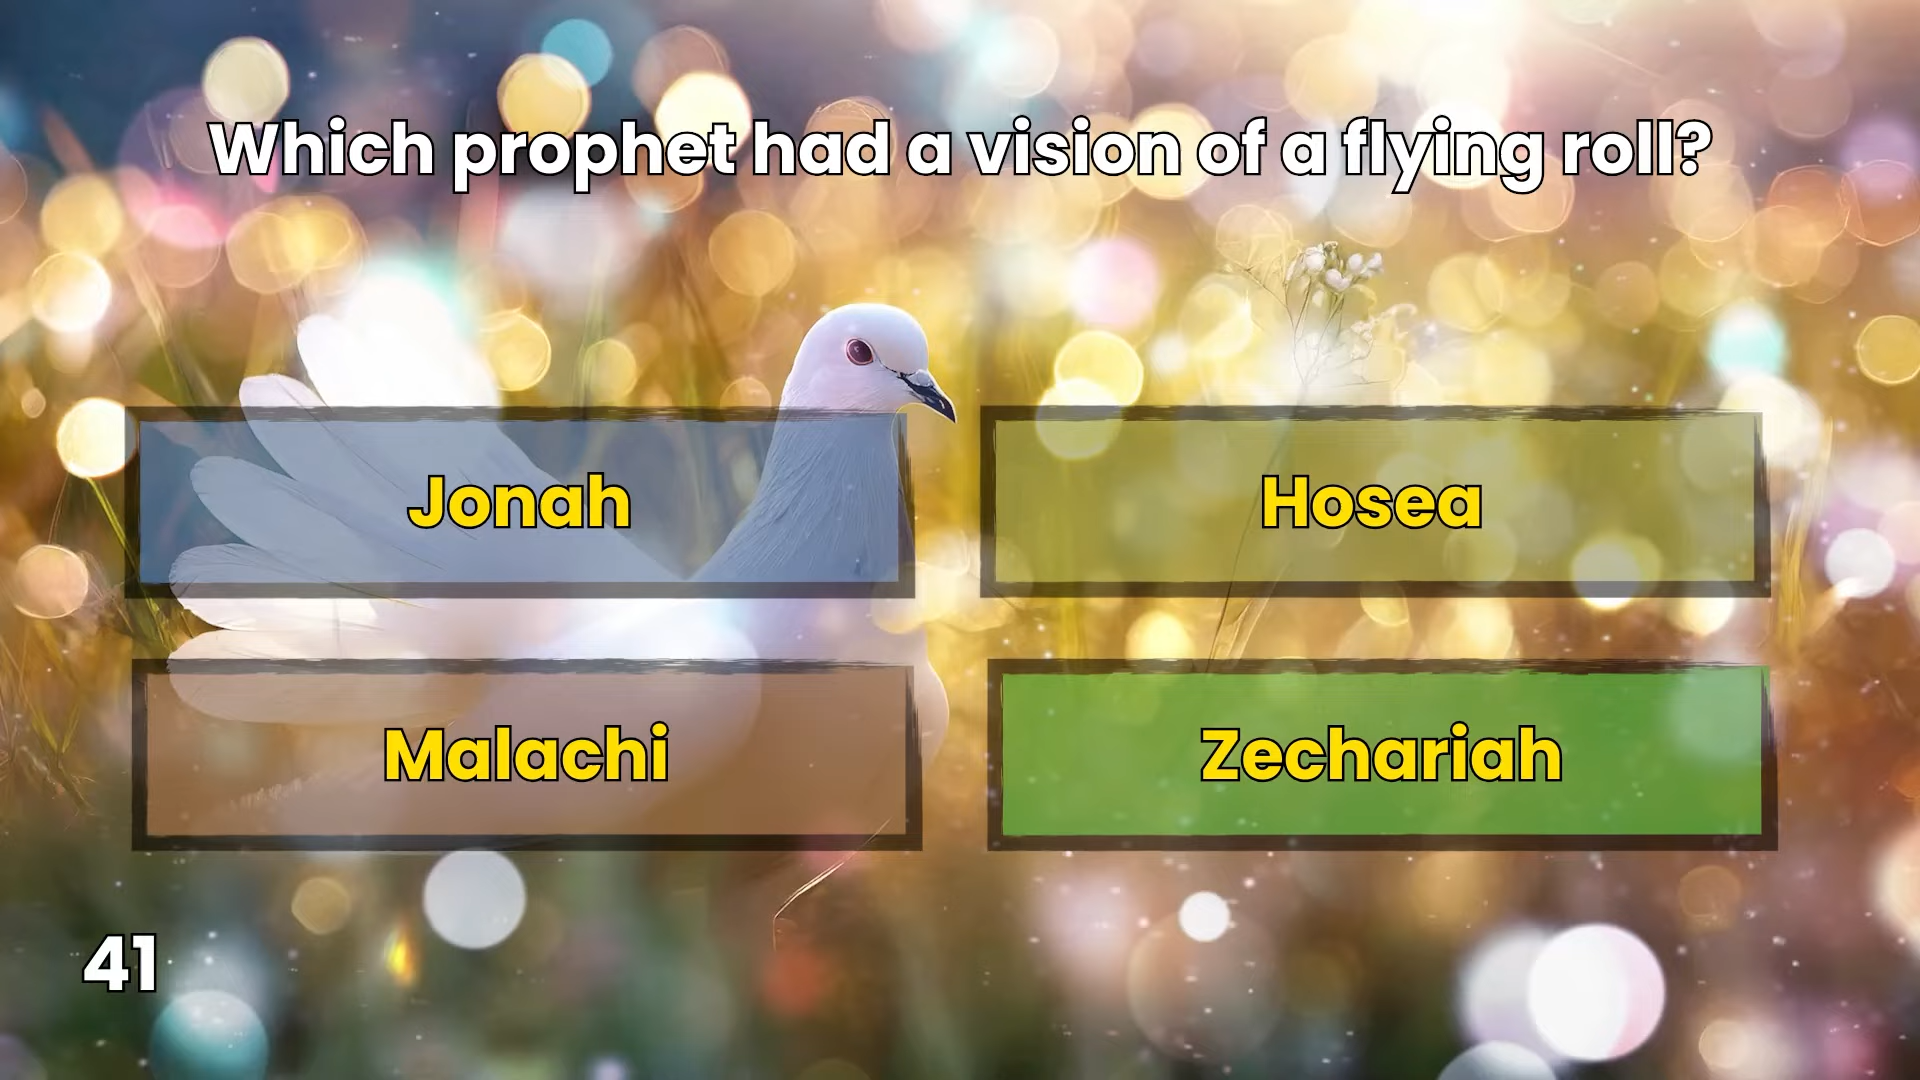 Which prophet had a vision of a flying roll?
Jonah
Hosea
Malachi
Zechariah
41